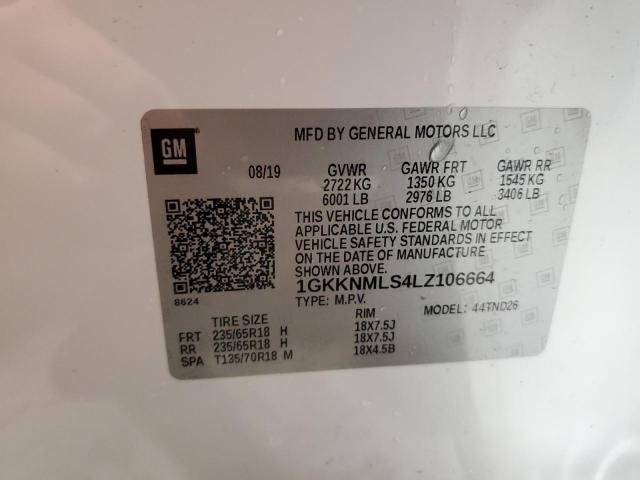 GM
MFD BY GENERAL MOTORS LLC
08/19 GVWR GAWR FRT GAWR RR
2722 KG 1350 KG 1545 KG
6001 LB 2976 LB 3406 LB
THIS VEHICLE CONFORMS TO ALL
APPLICABLE U.S. FEDERAL MOTOR
VEHICLE SAFETY STANDARDS IN EFFECT
ON THE DATE OF MANUFACTURE
SHOWN ABOVE.
1GKKNMLS4LZ106664
8624
TYPE: M.P.V. MODEL: 44TND26
TIRE SIZE RIM
FRT 235/65R18 H 18X7.5J
RR 235/65R18 H 18X7.5J
SPA T135/70R18 M 18X4.5B